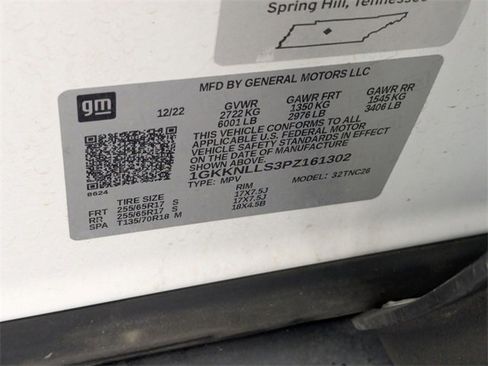 Spring Hill, Tennessee
MFD BY GENERAL MOTORS LLC
gm
12/22 GVWR GAWR FRT GAWR RR
2722 KG 1350 KG 1545 KG
6001 LB 2976 LB 3406 LB
THIS VEHICLE CONFORMS TO ALL
APPLICABLE U.S. FEDERAL MOTOR
VEHICLE SAFETY STANDARDS IN EFFECT
ON THE DATE OF MANUFACTURE
SHOWN ABOVE.
1GKKNLLS3PZ161302
TYPE: MPV MODEL: 32TNC26
8624
TIRE SIZE RIM
FRT 255/65R17 S 17X7.5J
RR 255/65R17 S 17X7.5J
SPA T135/70R18 M 18X4.5B